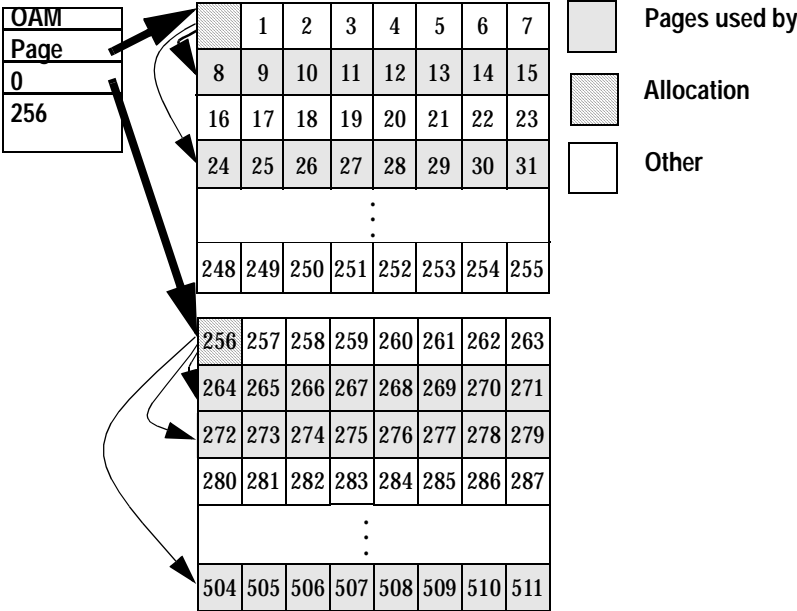 OAM
Page
0
256
1 2 3 4 5 6 7
8 9 10 11 12 13 14 15
16 17 18 19 20 21 22 23
24 25 26 27 28 29 30 31
248 249 250 251 252 253 254 255
256 257 258 259 260 261 262 263
264 265 266 267 268 269 270 271
272 273 274 275 276 277 278 279
280 281 282 283 284 285 286 287
504 505 506 507 508 509 510 511
Pages used by
Allocation
Other